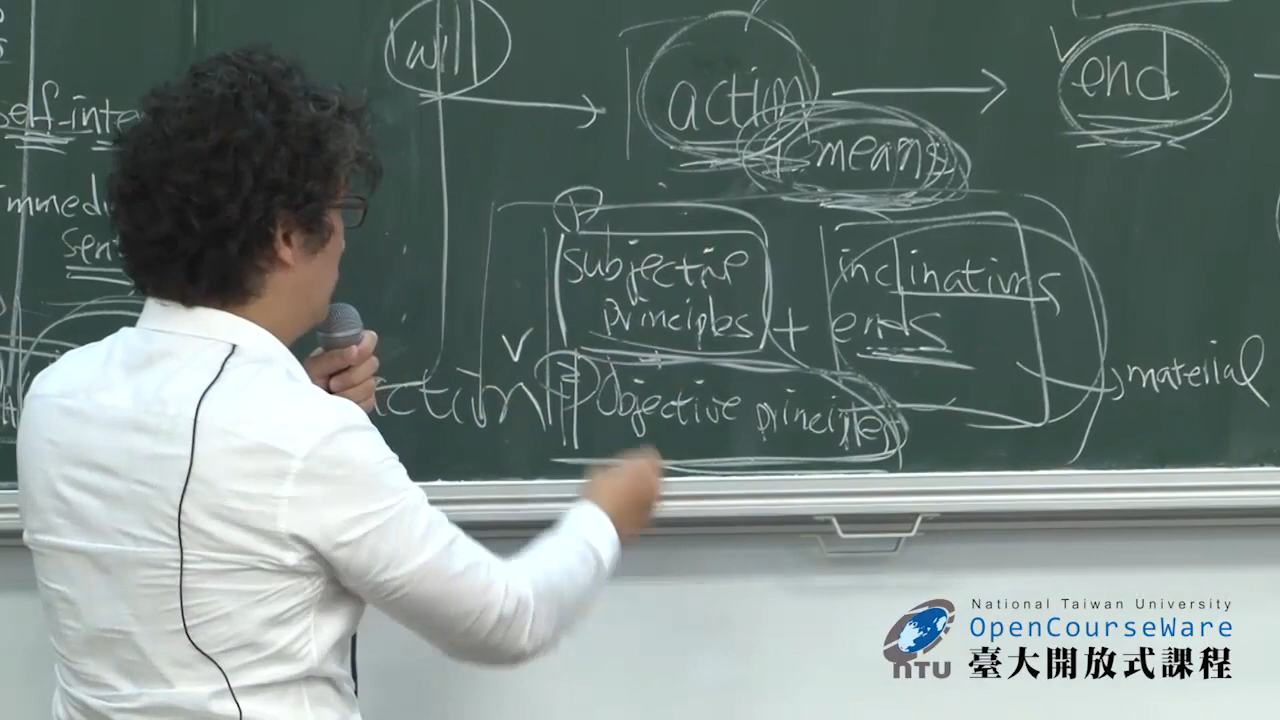 will
action
end
means
self-inte
immedi
sen
subjective
principles
+
inclinations
ends
material
action
P
objective principles
National Taiwan University
OpenCourseWare
臺大開放式課程
NTU